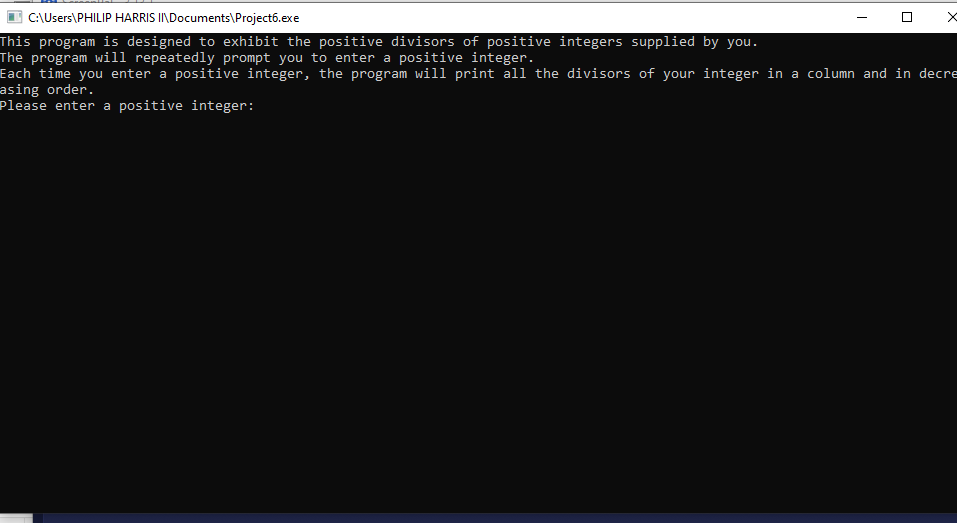 C:\Users\PHILIP HARRIS II\Documents\Project6.exe
This program is designed to exhibit the positive divisors of positive integers supplied by you.
The program will repeatedly prompt you to enter a positive integer.
Each time you enter a positive integer, the program will print all the divisors of your integer in a column and in decre
asing order.
Please enter a positive integer: